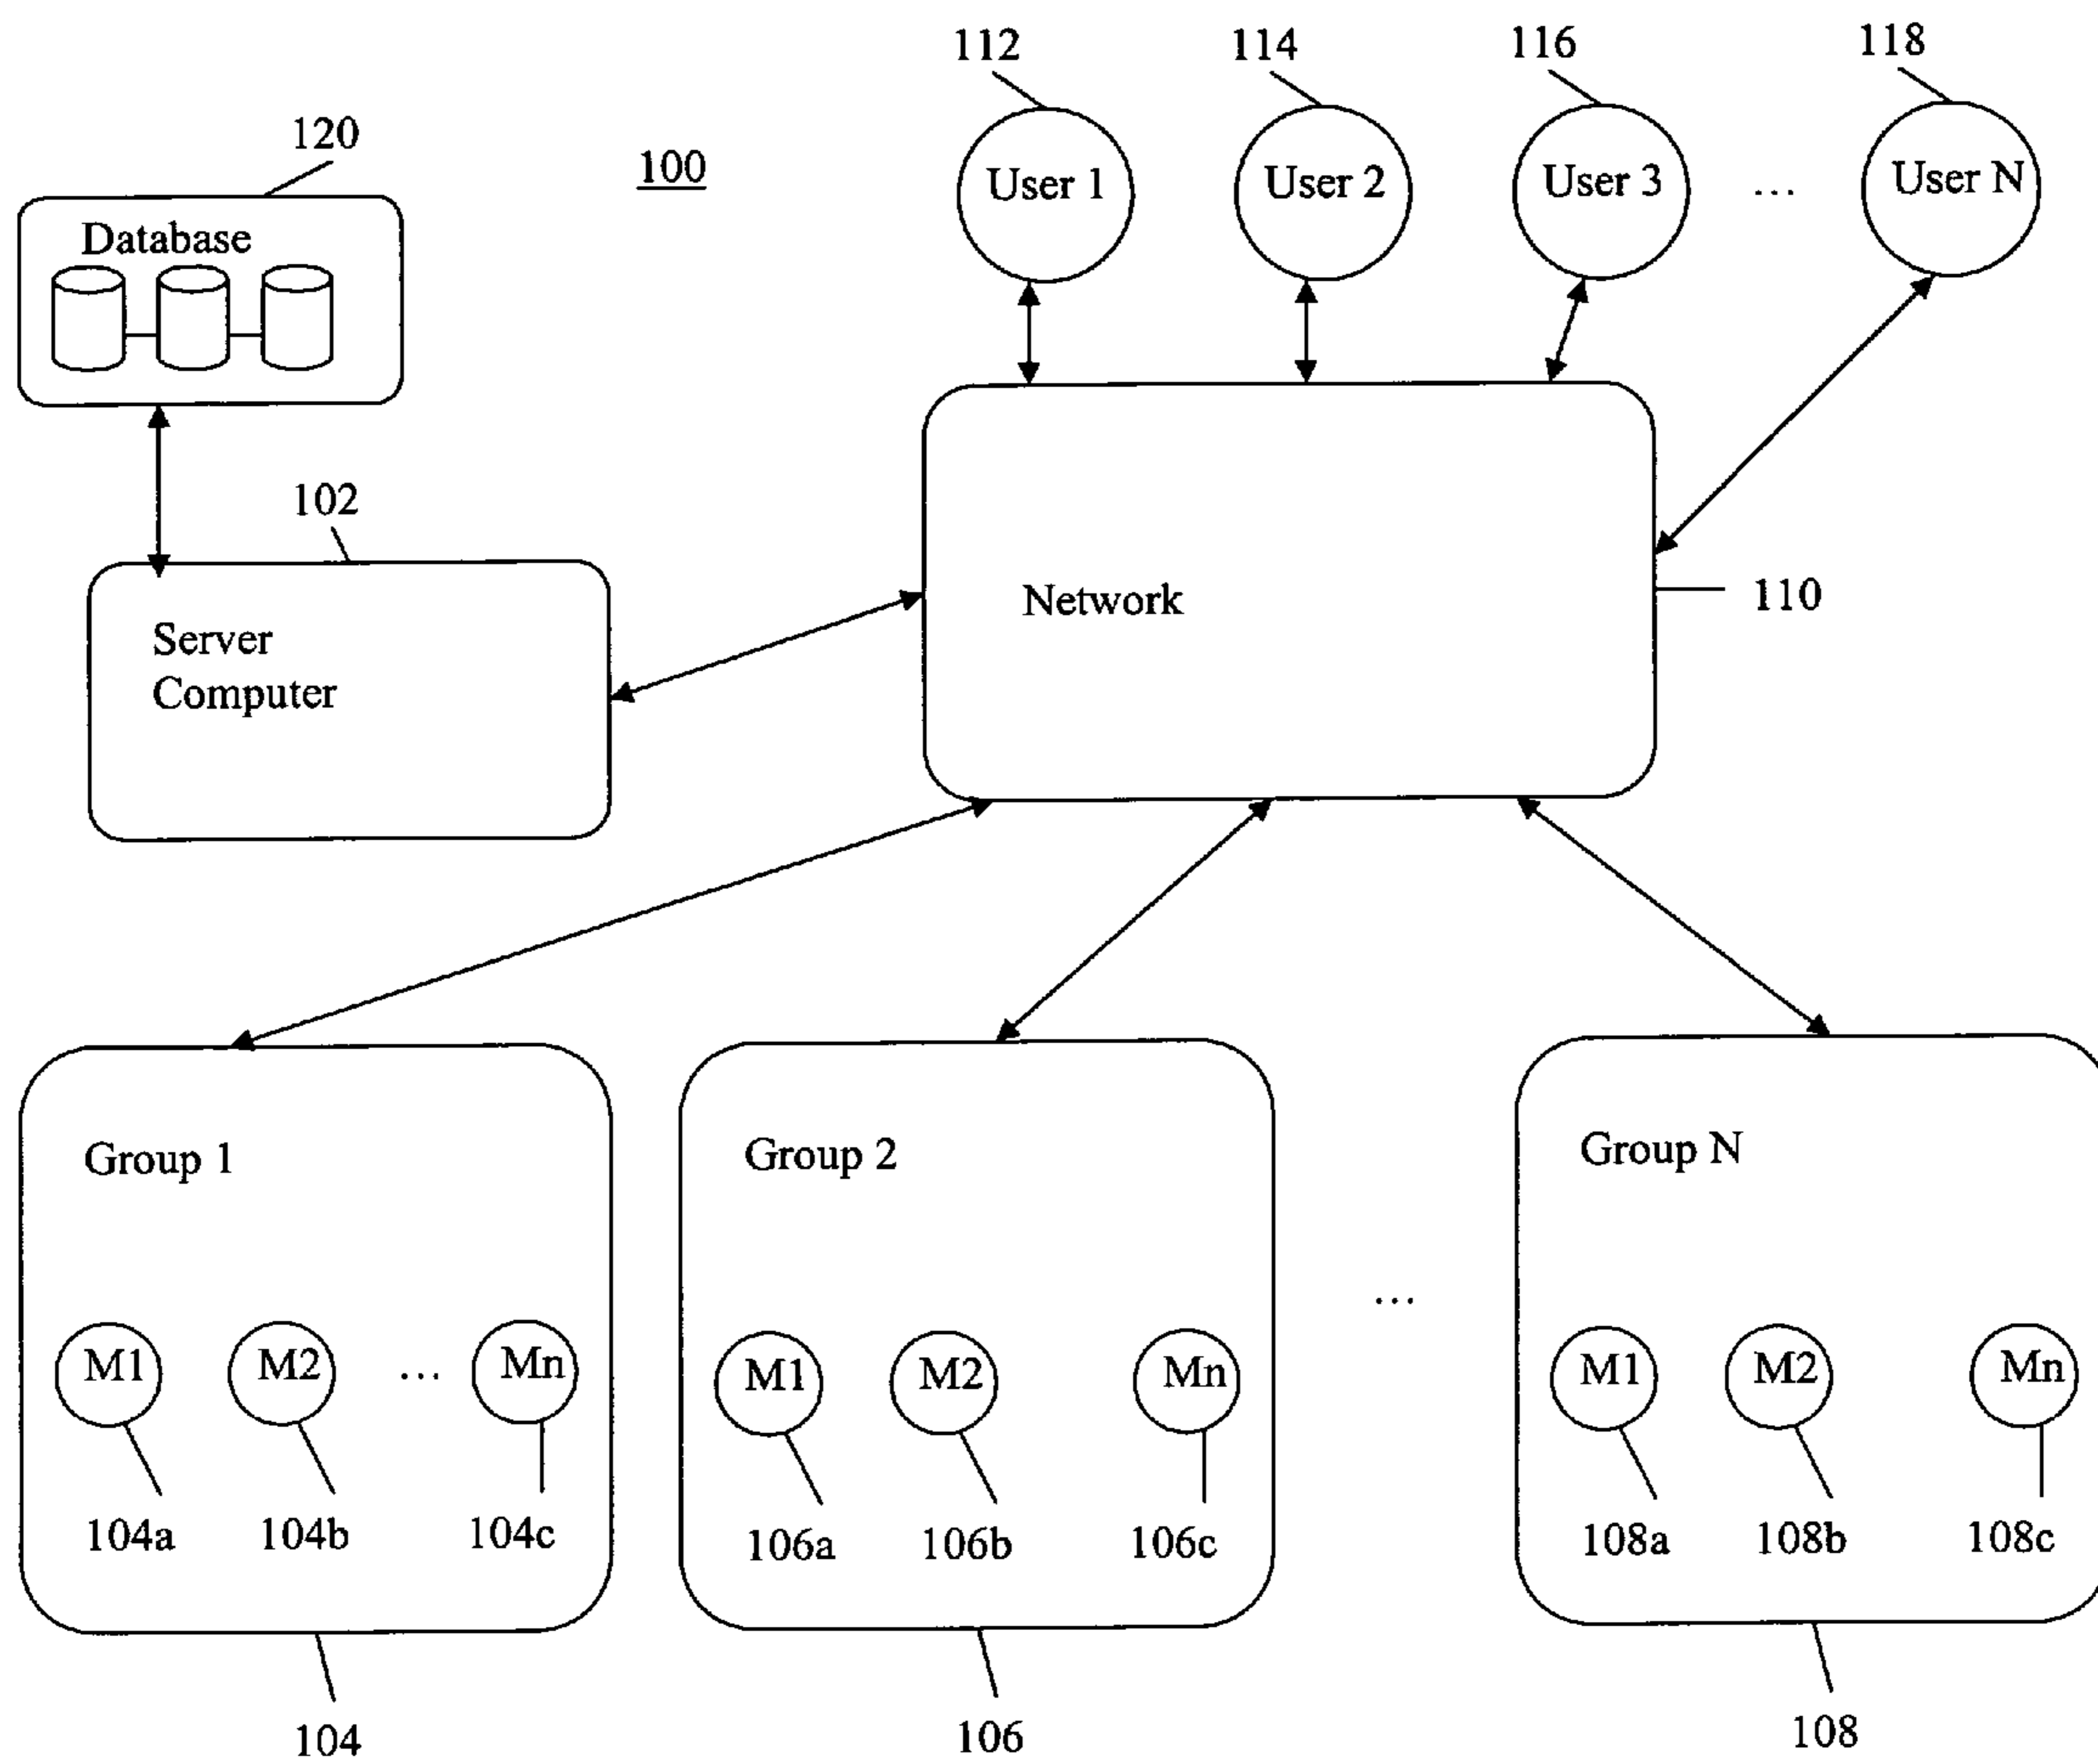 112
114
116
118
120
100
User 1
User 2
User 3
...
User N
Database
102
Network
110
Server
Computer
Group 1
Group 2
Group N
...
M1
M2
...
Mn
M1
M2
Mn
M1
M2
Mn
104a
104b
104c
106a
106b
106c
108a
108b
108c
104
106
108